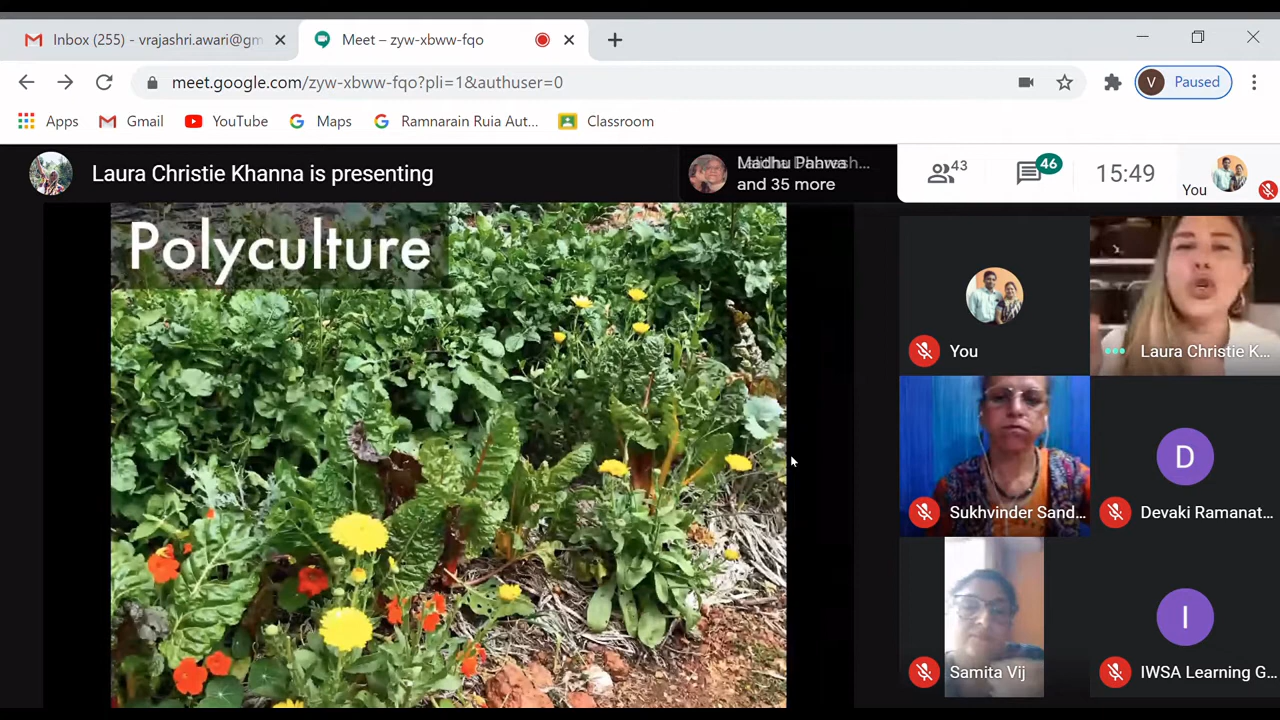 Inbox (255) - vrajashri.awari@gm
Meet – zyw-xbww-fqo
meet.google.com/zyw-xbww-fqo?pli=1&authuser=0
V Paused
Apps Gmail YouTube Maps Ramnarain Ruia Aut... Classroom
Laura Christie Khanna is presenting
Madhu Pahwa
and 35 more
43
46
15:49
You
Polyculture
You
Laura Christie K...
Sukhvinder Sand...
D
Devaki Ramanat...
Samita Vij
I
IWSA Learning G...